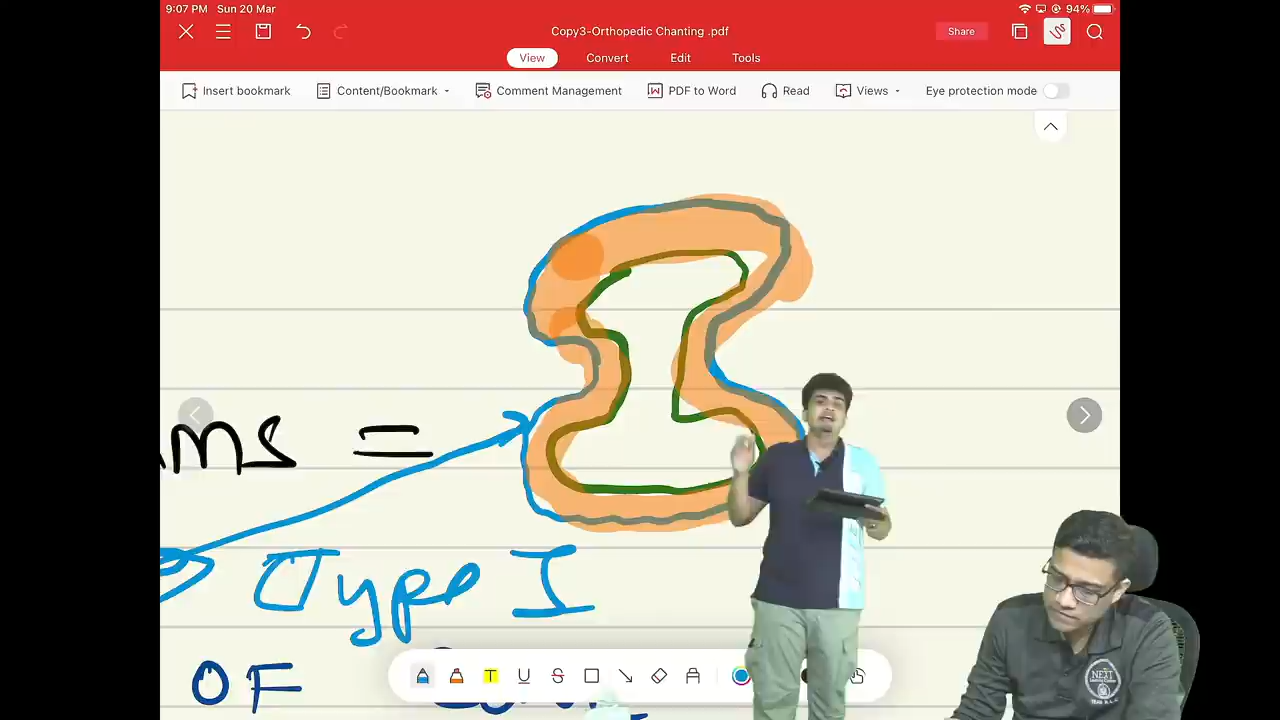 9:07 PM Sun 20 Mar
94%
Copy3-Orthopedic Chanting .pdf
Share
View Convert Edit Tools
Insert bookmark Content/Bookmark Comment Management PDF to Word Read Views Eye protection mode
ms =
Type I
OF
T U S
NEXT